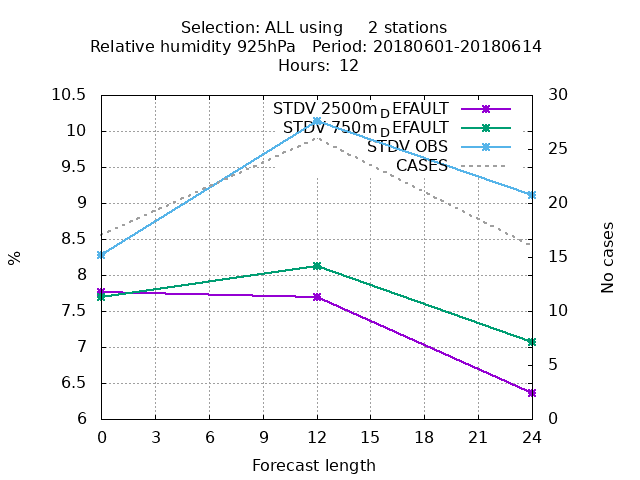 Selection: ALL using 2 stations
Relative humidity 925hPa Period: 20180601-20180614
Hours: 12
STDV 2500m_DEFAULT
STDV 750m_DEFAULT
STDV OBS
CASES
10.5
10
9.5
9
8.5
8
7.5
7
6.5
6
30
25
20
15
10
5
0
%
No cases
0 3 6 9 12 15 18 21 24
Forecast length